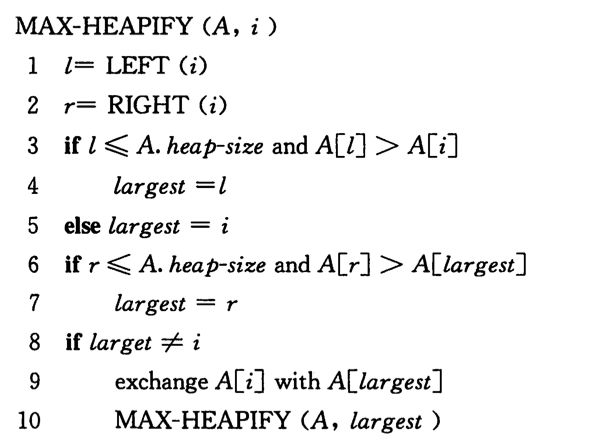 MAX-HEAPIFY (A, i )
1 l= LEFT (i)
2 r= RIGHT (i)
3 if l ⩽ A. heap-size and A[l] > A[i]
4 largest =l
5 else largest = i
6 if r ⩽ A. heap-size and A[r] > A[largest]
7 largest = r
8 if larget ≠ i
9 exchange A[i] with A[largest]
10 MAX-HEAPIFY (A, largest )